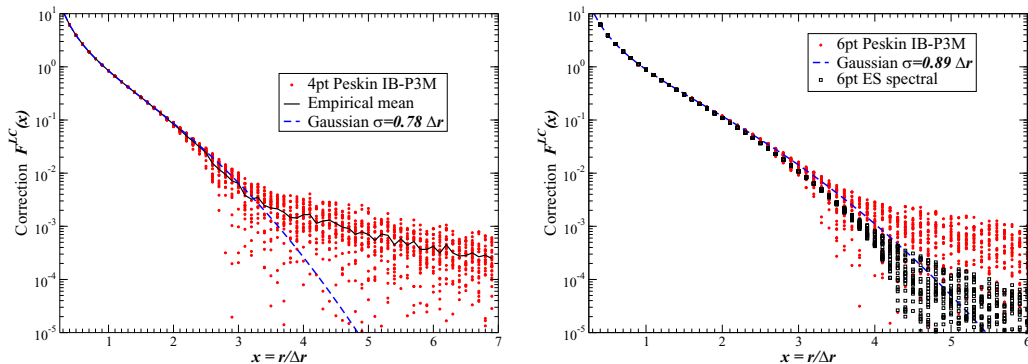 10^1
10^0
10^-1
10^-2
10^-3
10^-4
10^-5
Correction F^LC(x)
4pt Peskin IB-P3M
Empirical mean
Gaussian σ=0.78 Δr
1 2 3 4 5 6 7
x = r/Δr
10^1
10^0
10^-1
10^-2
10^-3
10^-4
10^-5
Correction F^LC(x)
6pt Peskin IB-P3M
Gaussian σ=0.89 Δr
6pt ES spectral
1 2 3 4 5 6
x = r/Δr